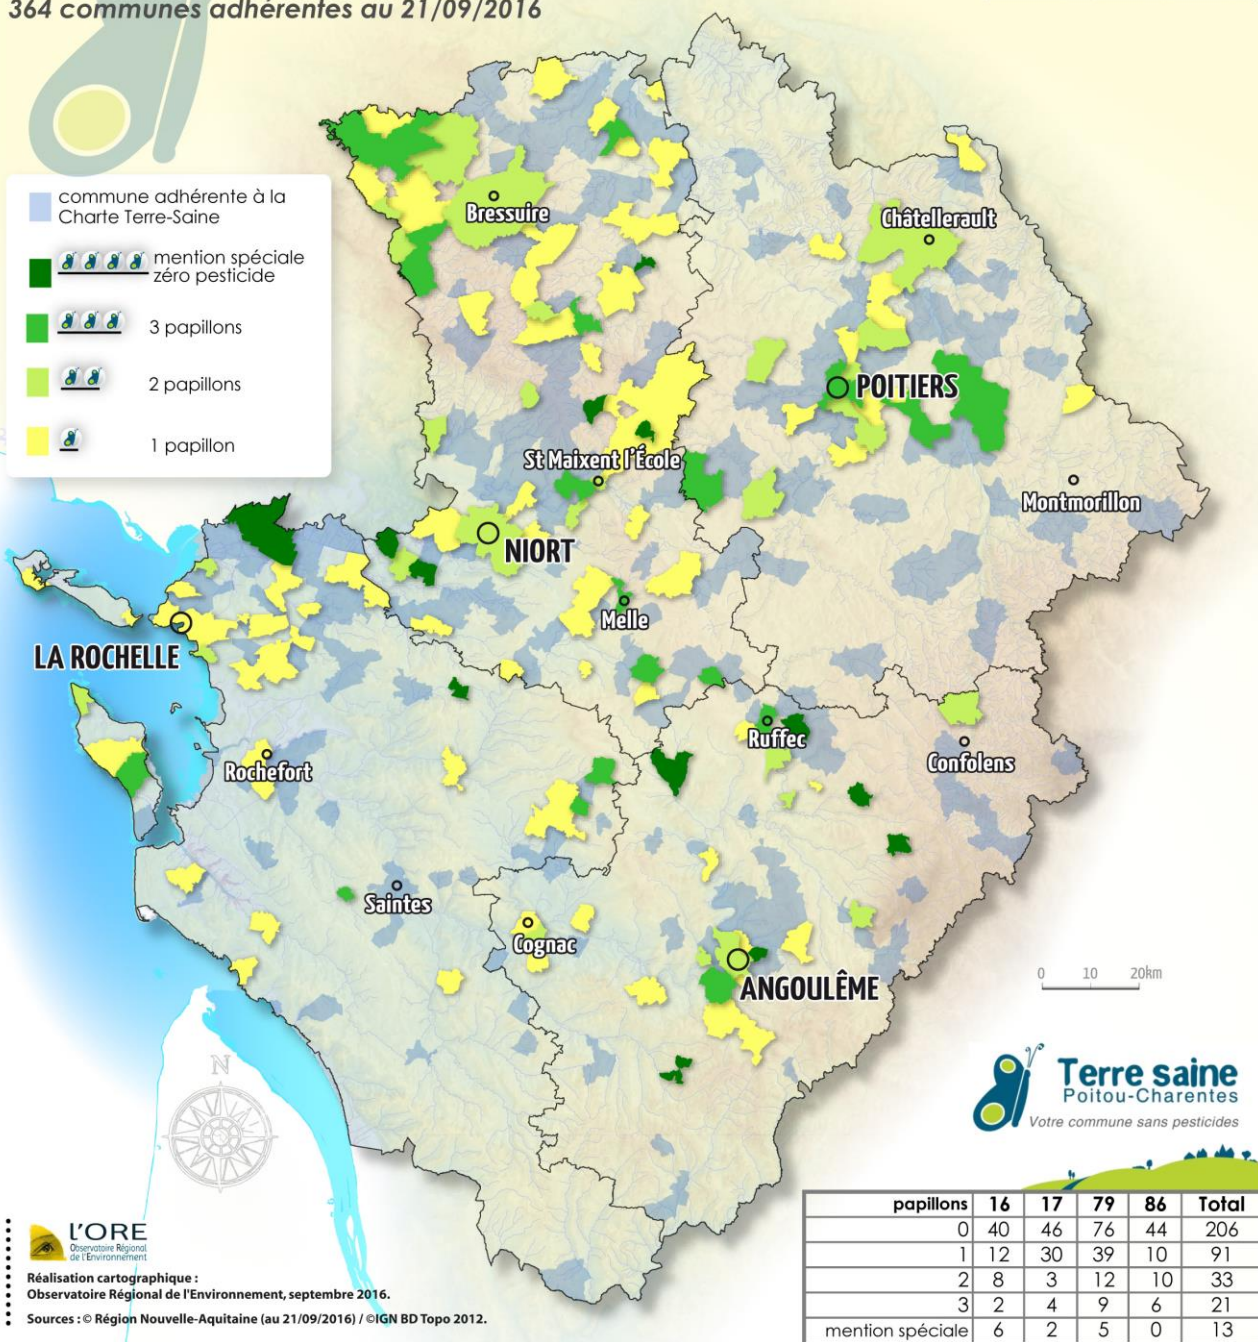 364 communes adhérentes au 21/09/2016
commune adhérente à la
Charte Terre-Saine
mention spéciale
zéro pesticide
3 papillons
2 papillons
1 papillon
Bressuire
Châtellerault
POITIERS
St Maixent l'École
Montmorillon
NIORT
Melle
LA ROCHELLE
Ruffec
Confolens
Rochefort
Saintes
Cognac
ANGOULÊME
0 10 20km
N
Terre saine
Poitou-Charentes
Votre commune sans pesticides
papillons 16 17 79 86 Total
0 40 46 76 44 206
1 12 30 39 10 91
2 8 3 12 10 33
3 2 4 9 6 21
mention spéciale 6 2 5 0 13
L'ORE
Observatoire Régional
de l'Environnement
Réalisation cartographique :
Observatoire Régional de l'Environnement, septembre 2016.
Sources : © Région Nouvelle-Aquitaine (au 21/09/2016) / ©IGN BD Topo 2012.